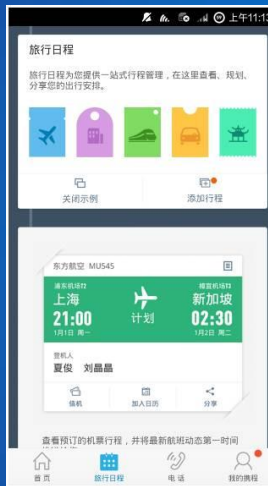 上午11:13
旅行日程
旅行日程为您提供一站式行程管理，在这里查看、规划、
分享您的出行安排。
关闭示例
添加行程
东方航空 MU545
浦东机场T2
上海
21:00
1月1日 周一
计划
樟宜机场T1
新加坡
02:30
1月2日 周二
登机人
夏俊 刘晶晶
值机
加入日历
分享
查看预订的机票行程，并将最新航班动态第一时间
首页
旅行日程
电话
我的携程